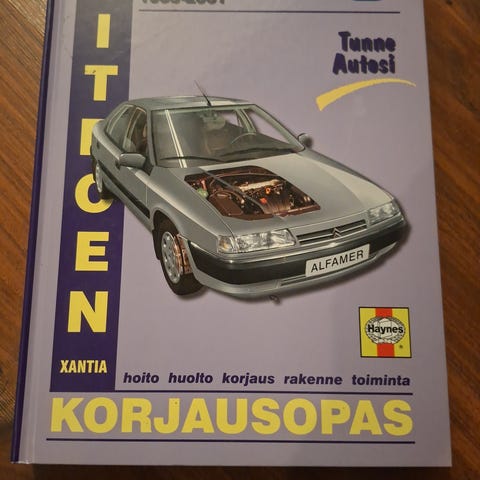 Tunne
Autosi
ITROEN
ALFAMER
Haynes
XANTIA
hoito huolto korjaus rakenne toiminta
KORJAUSOPAS